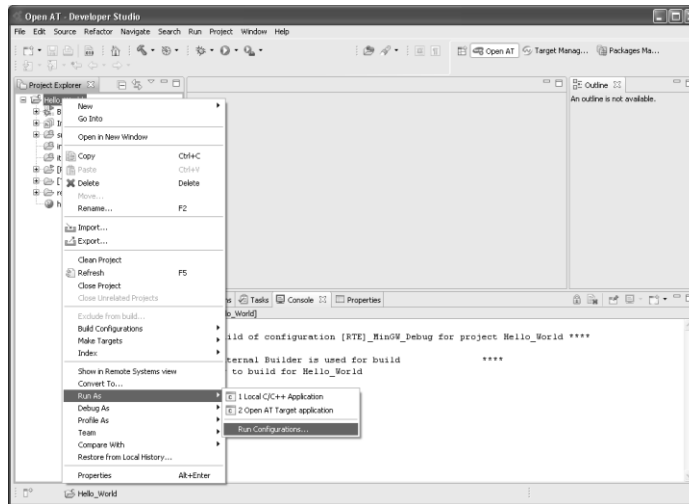 Open AT - Developer Studio
File Edit Source Refactor Navigate Search Run Project Window Help
Open AT Target Manag... Packages Ma...
Project Explorer
Outline
An outline is not available.
Hello_World
New
Go Into
Open in New Window
Copy Ctrl+C
Paste Ctrl+V
Delete Delete
Move...
Rename... F2
Import...
Export...
Clean Project
Refresh F5
Close Project
Close Unrelated Projects
Tasks Console Properties
lo_World]
Exclude from build...
Build Configurations
Make Targets
Index
ild of configuration [RTE]_MinGW_Debug for project Hello_World ****
ternal Builder is used for build ****
to build for Hello_World
Show in Remote Systems view
Convert To...
Run As
1 Local C/C++ Application
2 Open AT Target application
Run Configurations...
Debug As
Profile As
Team
Compare With
Restore from Local History...
Properties Alt+Enter
Hello_World